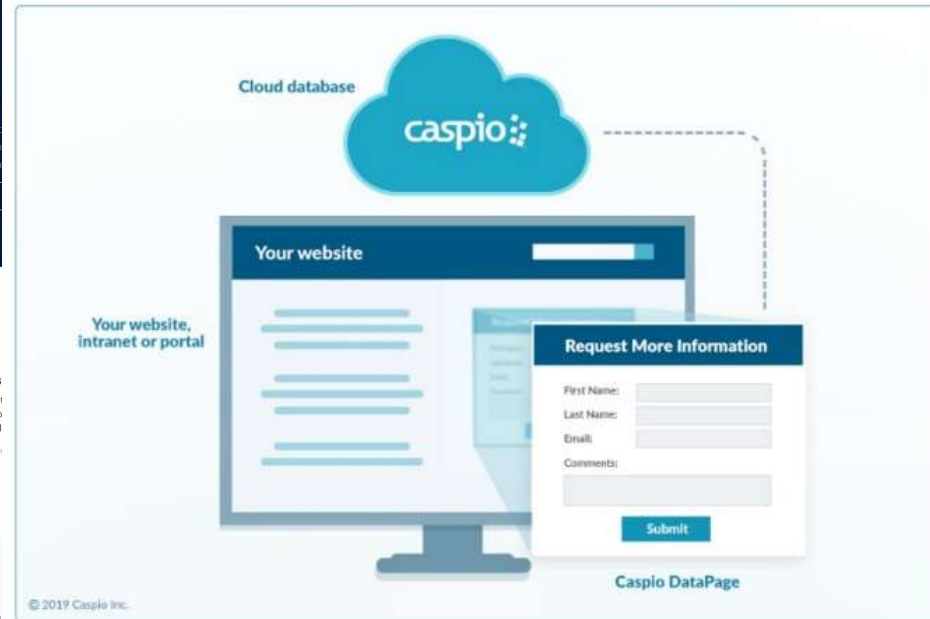 Cloud database
caspio
Your website
Your website,
intranet or portal
Request More Information
First Name:
Last Name:
Email:
Comments:
Submit
Caspio DataPage
© 2019 Caspio Inc.